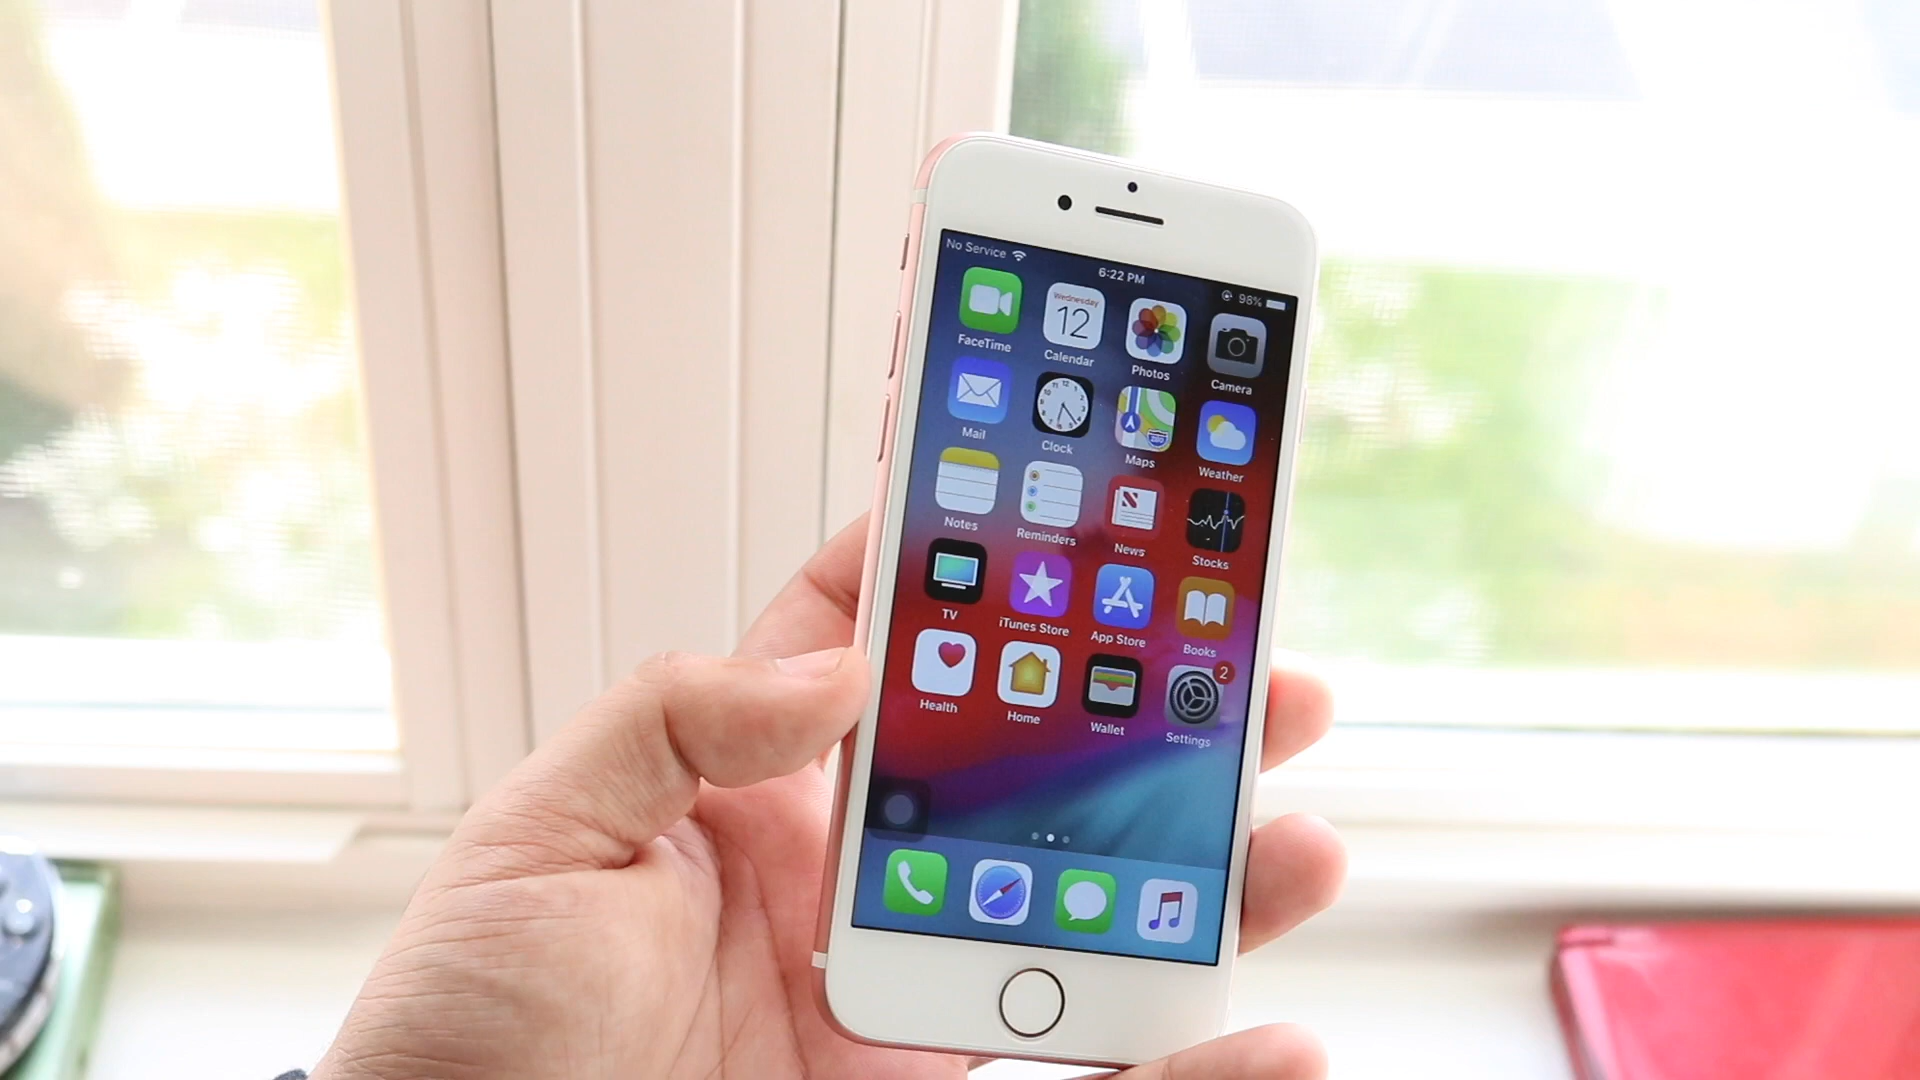 No Service 6:22 PM 98%
Wednesday
12
FaceTime Calendar Photos Camera
Mail Clock Maps Weather
280
Notes Reminders News Stocks
TV iTunes Store App Store Books
2
Health Home Wallet Settings